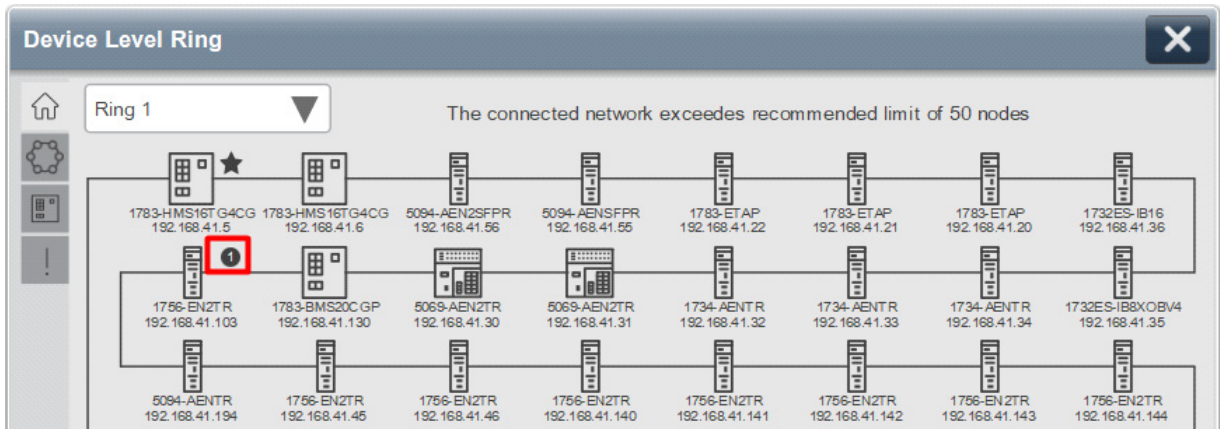 Device Level Ring
Ring 1
The connected network exceedes recommended limit of 50 nodes
1783-HMS16TG4CG 1783-HMS16TG4CG 5094-AEN2SFPR 5094-AENSFPR 1783-ETAP 1783-ETAP 1783-ETAP 1732ES-IB16
192.168.41.5 192.168.41.6 192.168.41.56 192.168.41.55 192.168.41.22 192.168.41.21 192.168.41.20 192.168.41.36
1
1756-EN2TR 1783-BMS20CGP 5069-AEN2TR 5069-AEN2TR 1734-AENTR 1734-AENTR 1734-AENTR 1732ES-IB8XOBV4
192.168.41.103 192.168.41.130 192.168.41.30 192.168.41.31 192.168.41.32 192.168.41.33 192.168.41.34 192.168.41.35
5094-AENTR 1756-EN2TR 1756-EN2TR 1756-EN2TR 1756-EN2TR 1756-EN2TR 1756-EN2TR 1756-EN2TR
192.168.41.194 192.168.41.45 192.168.41.46 192.168.41.140 192.168.41.141 192.168.41.142 192.168.41.143 192.168.41.144